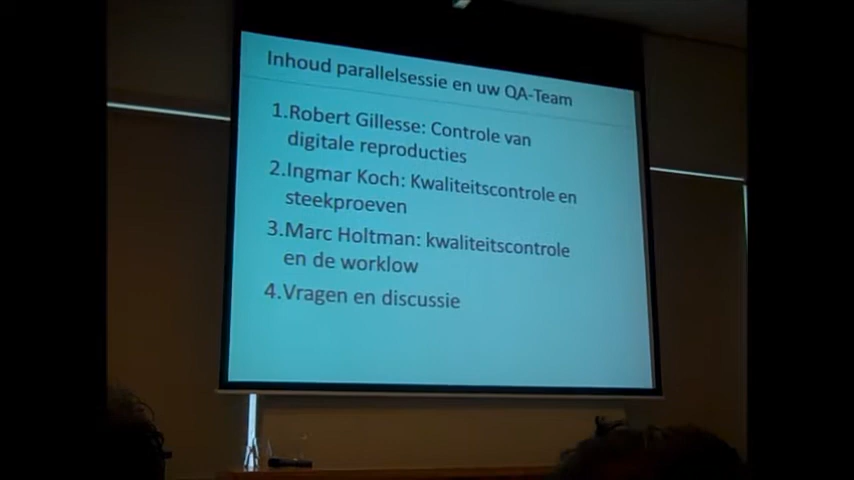 Inhoud parallelsessie en uw QA-Team
1.Robert Gillesse: Controle van
digitale reproducties
2.Ingmar Koch: Kwaliteitscontrole en
steekproeven
3.Marc Holtman: kwaliteitscontrole
en de worklow
4.Vragen en discussie